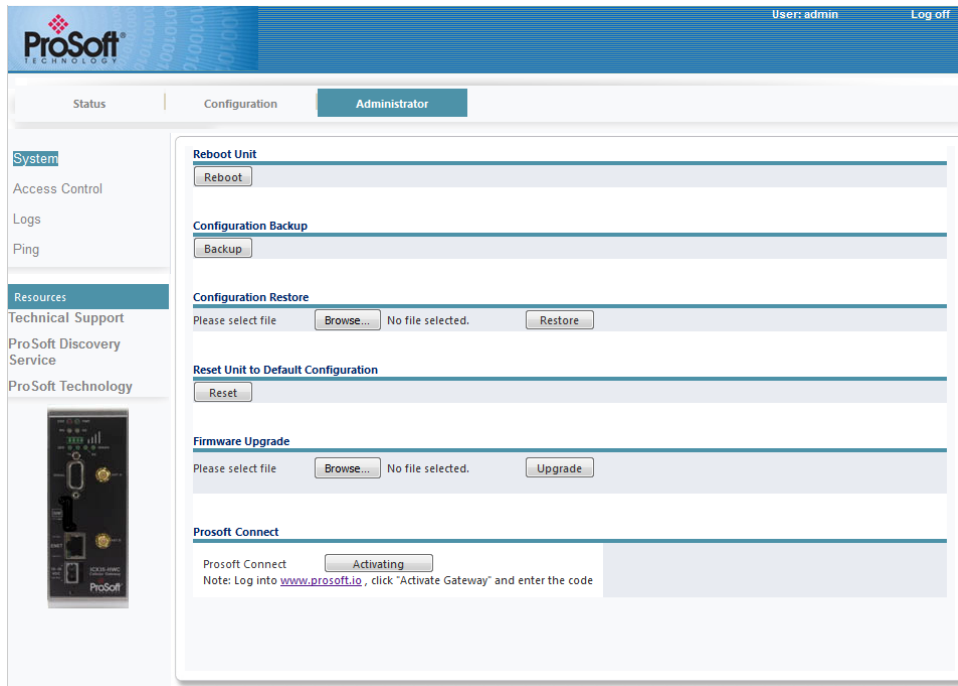 User: admin
Log off
ProSoft®
TECHNOLOGY
Status
Configuration
Administrator
System
Access Control
Logs
Ping
Resources
Technical Support
ProSoft Discovery
Service
ProSoft Technology
ProSoft
Reboot Unit
Reboot
Configuration Backup
Backup
Configuration Restore
Please select file Browse... No file selected. Restore
Reset Unit to Default Configuration
Reset
Firmware Upgrade
Please select file Browse... No file selected. Upgrade
Prosoft Connect
Prosoft Connect Activating
Note: Log into www.prosoft.io , click "Activate Gateway" and enter the code